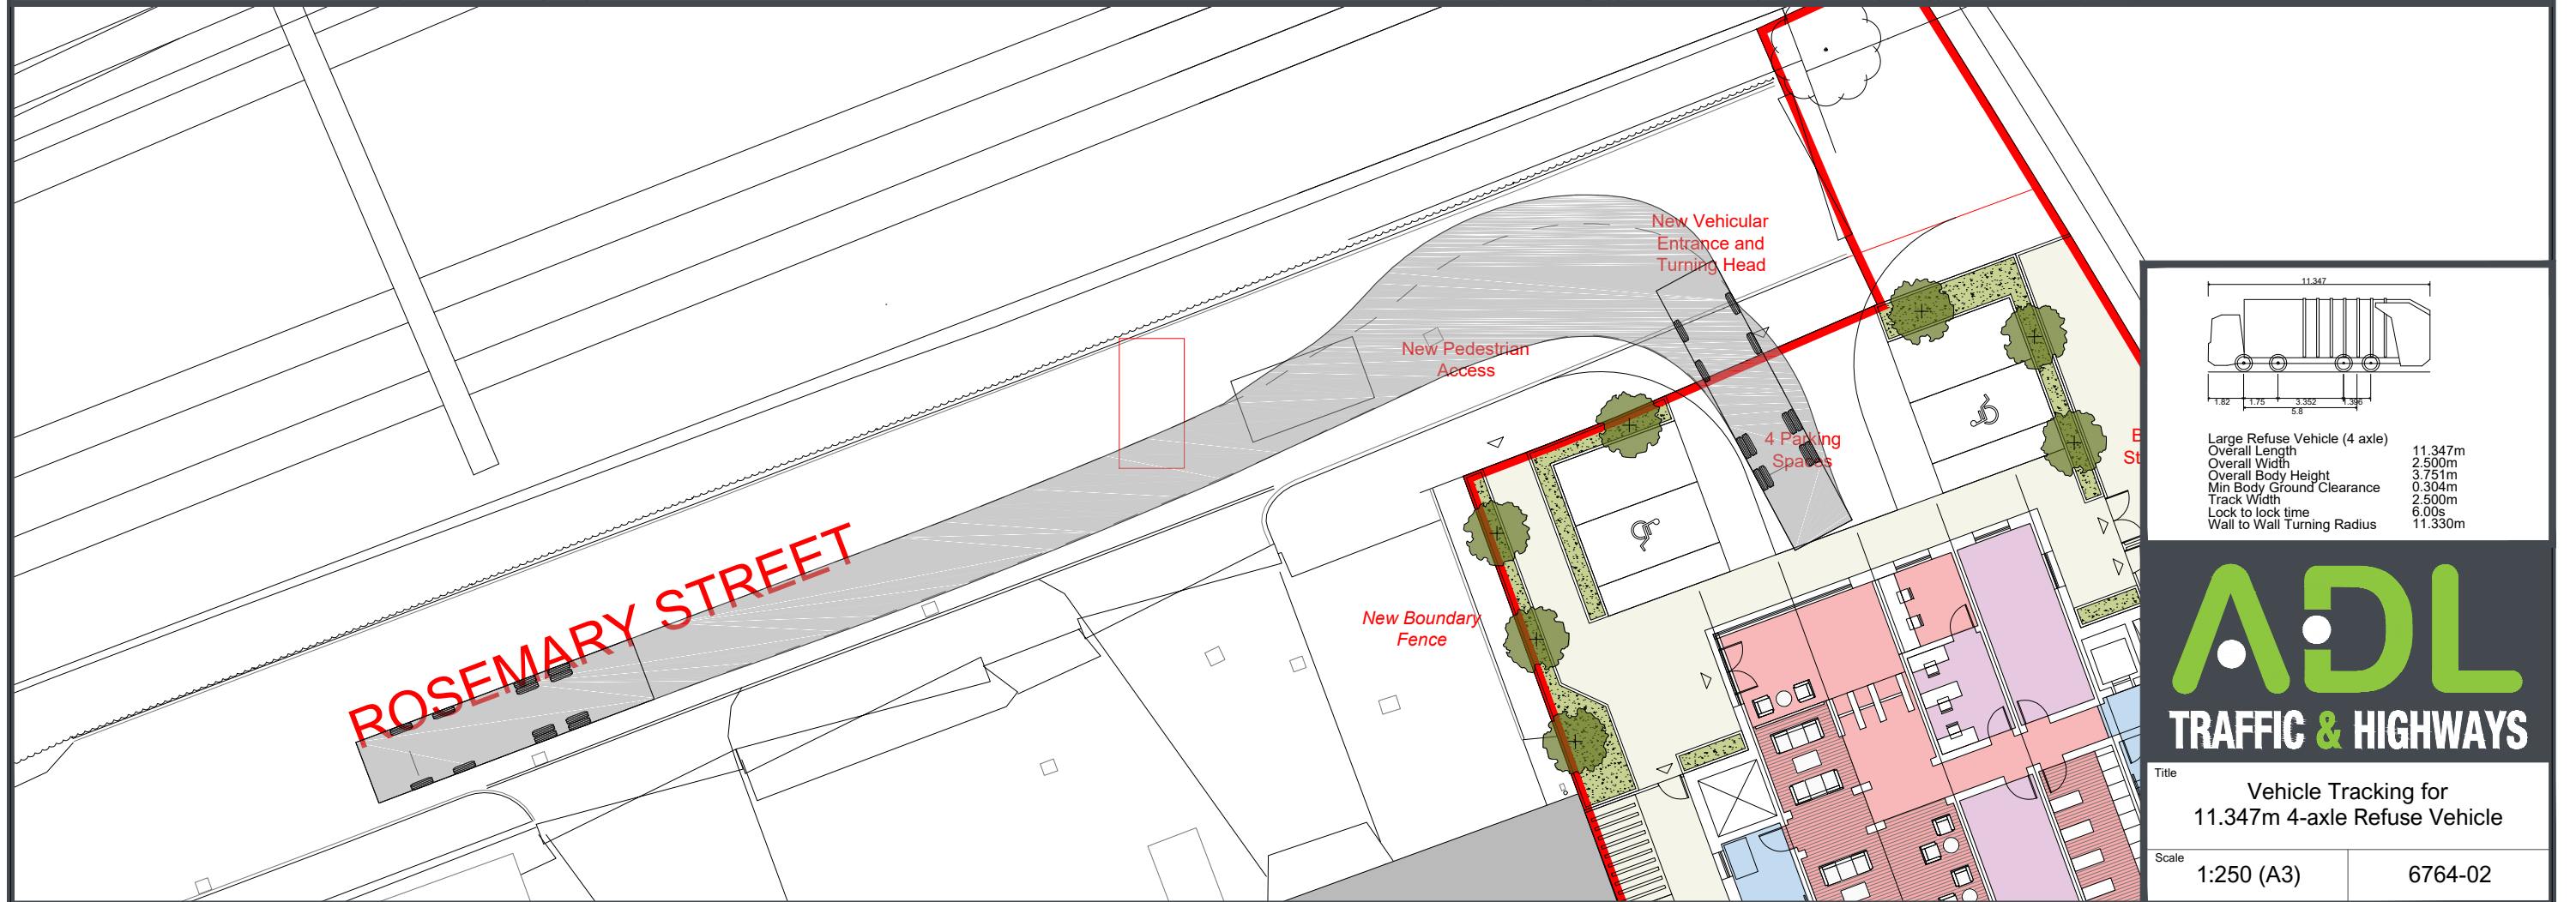 New Vehicular
Entrance and
Turning Head
New Pedestrian
Access
4 Parking
Spaces
New Boundary
Fence
ROSEMARY STREET
B
St
11.347
1.82
1.75
3.352
1.396
5.8
Large Refuse Vehicle (4 axle)
Overall Length 11.347m
Overall Width 2.500m
Overall Body Height 3.751m
Min Body Ground Clearance 0.304m
Track Width 2.500m
Lock to lock time 6.00s
Wall to Wall Turning Radius 11.330m
ADL
TRAFFIC & HIGHWAYS
Title
Vehicle Tracking for
11.347m 4-axle Refuse Vehicle
Scale
1:250 (A3)
6764-02